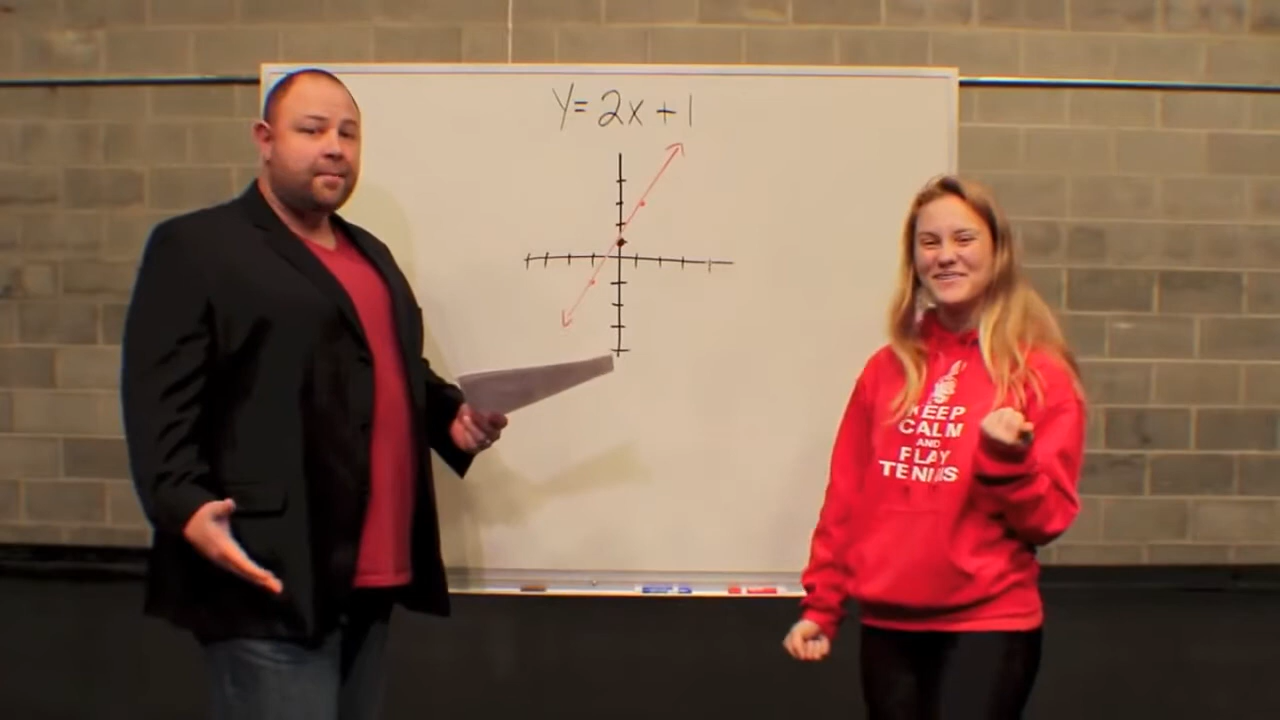 Y=2x+1
KEEP
CALM
AND
PLAY
TENNIS